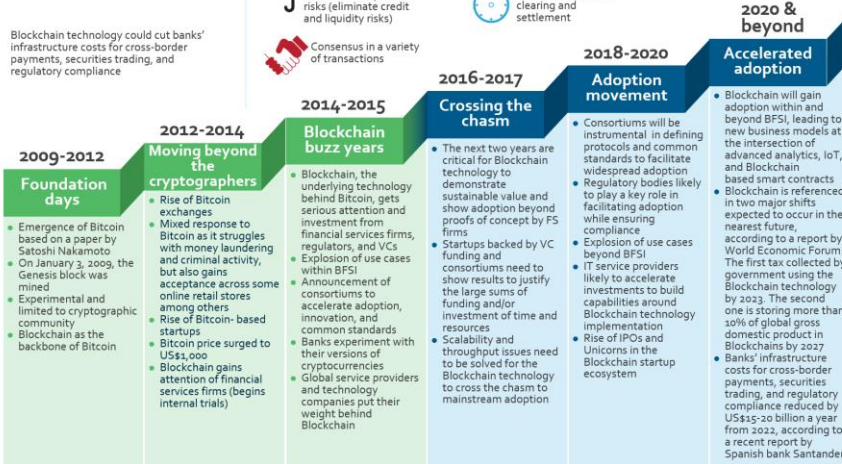 risks (eliminate credit
and liquidity risks)
clearing and
settlement
Blockchain technology could cut banks'
infrastructure costs for cross-border
payments, securities trading, and
regulatory compliance
Consensus in a variety
of transactions
2009-2012
Foundation
days
Emergence of Bitcoin
based on a paper by
Satoshi Nakamoto
On January 3, 2009, the
Genesis block was
mined
Experimental and
limited to cryptographic
community
Blockchain as the
backbone of Bitcoin
2012-2014
Moving beyond
the
cryptographers
Rise of Bitcoin
exchanges
Mixed response to
Bitcoin as it struggles
with money laundering
and criminal activity,
but also gains
acceptance across some
online retail stores
among others
Rise of Bitcoin- based
startups
Bitcoin price surged to
US$1,000
Blockchain gains
attention of financial
services firms (begins
internal trials)
2014-2015
Blockchain
buzz years
Blockchain, the
underlying technology
behind Bitcoin, gets
serious attention and
investment from
financial services firms,
regulators, and VCs
Explosion of use cases
within BFSI
Announcement of
consortiums to
accelerate adoption,
innovation, and
common standards
Banks experiment with
their versions of
cryptocurrencies
Global service providers
and technology
companies put their
weight behind
Blockchain
2016-2017
Crossing the
chasm
The next two years are
critical for Blockchain
technology to
demonstrate
sustainable value and
show adoption beyond
proofs of concept by FS
firms
Startups backed by VC
funding and
consortiums need to
show results to justify
the large sums of
funding and/or
investment of time and
resources
Scalability and
throughput issues need
to be solved for the
Blockchain technology
to cross the chasm to
mainstream adoption
2018-2020
Adoption
movement
Consortiums will be
instrumental in defining
protocols and common
standards to facilitate
widespread adoption
Regulatory bodies likely
to play a key role in
facilitating adoption
while ensuring
compliance
Explosion of use cases
beyond BFSI
IT service providers
likely to accelerate
investments to build
capabilities around
Blockchain technology
implementation
Rise of IPOs and
Unicorns in the
Blockchain startup
ecosystem
2020 &
beyond
Accelerated
adoption
Blockchain will gain
adoption within and
beyond BFSI, leading to
new business models at
the intersection of
advanced analytics, IoT,
and Blockchain
based smart contracts
Blockchain is referenced
in two major shifts
expected to occur in the
nearest future,
according to a report by
World Economic Forum
The first tax collected by
government using the
Blockchain technology
by 2023. The second
one is storing more than
10% of global gross
domestic product in
Blockchains by 2027
Banks' infrastructure
costs for cross-border
payments, securities
trading, and regulatory
compliance reduced by
US$15-20 billion a year
from 2022, according to
a recent report by
Spanish bank Santander